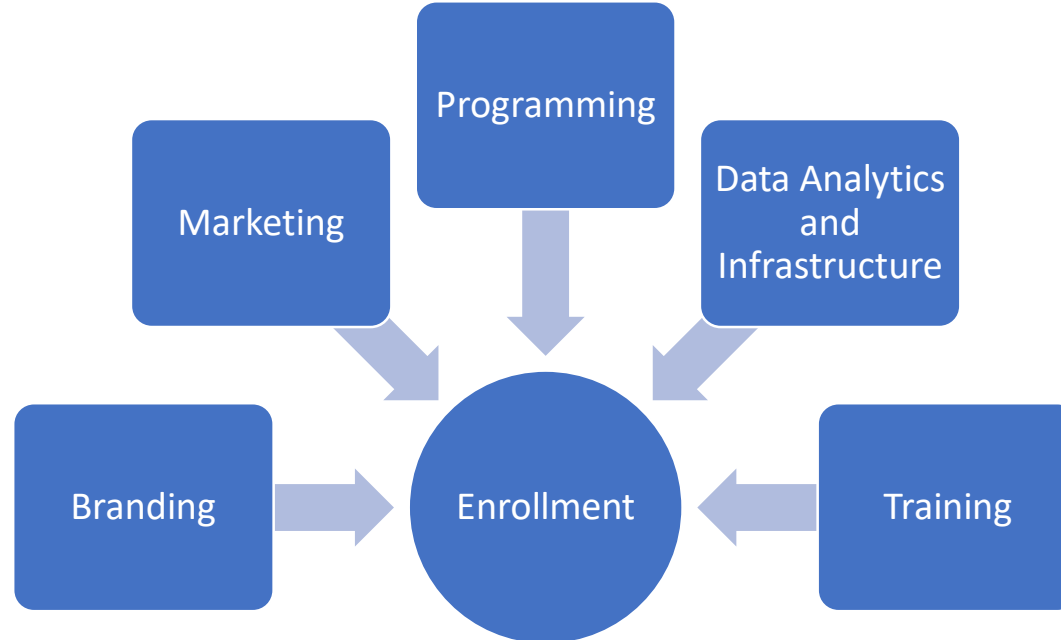 Programming
Marketing
Data Analytics
and
Infrastructure
Branding
Enrollment
Training